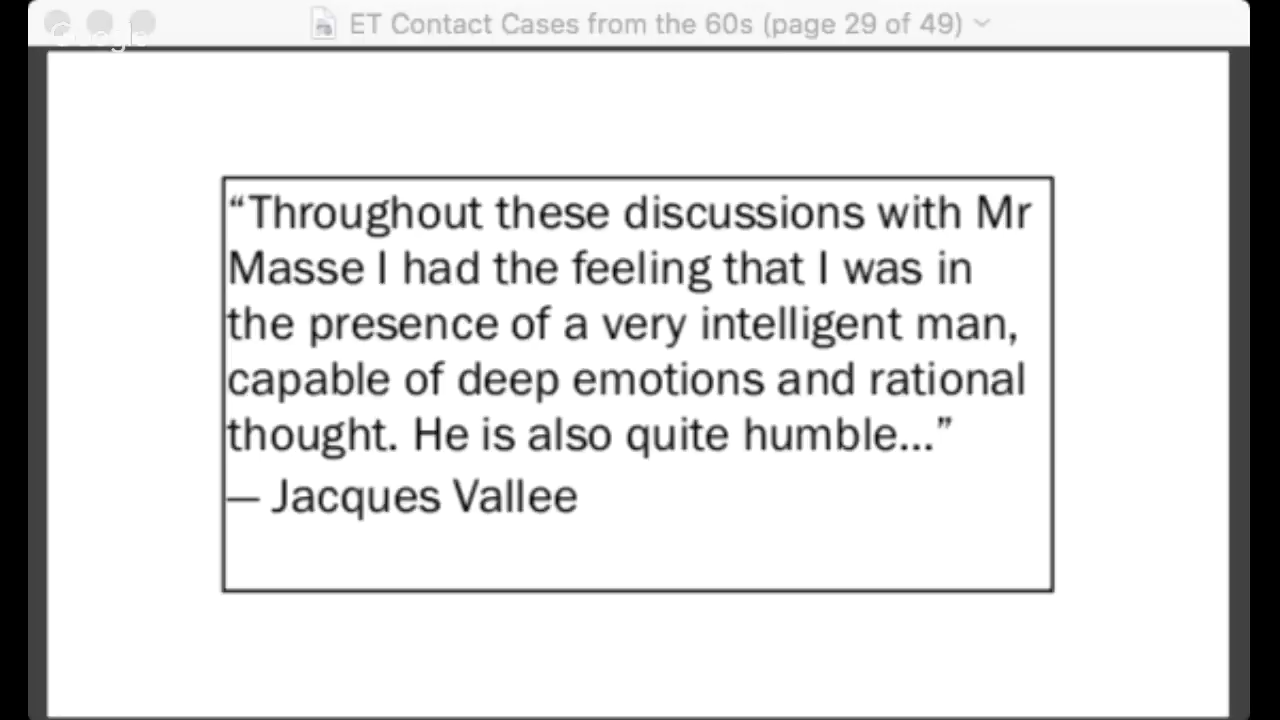 ET Contact Cases from the 60s (page 29 of 49)
Google
“Throughout these discussions with Mr
Masse I had the feeling that I was in
the presence of a very intelligent man,
capable of deep emotions and rational
thought. He is also quite humble...”
— Jacques Vallee